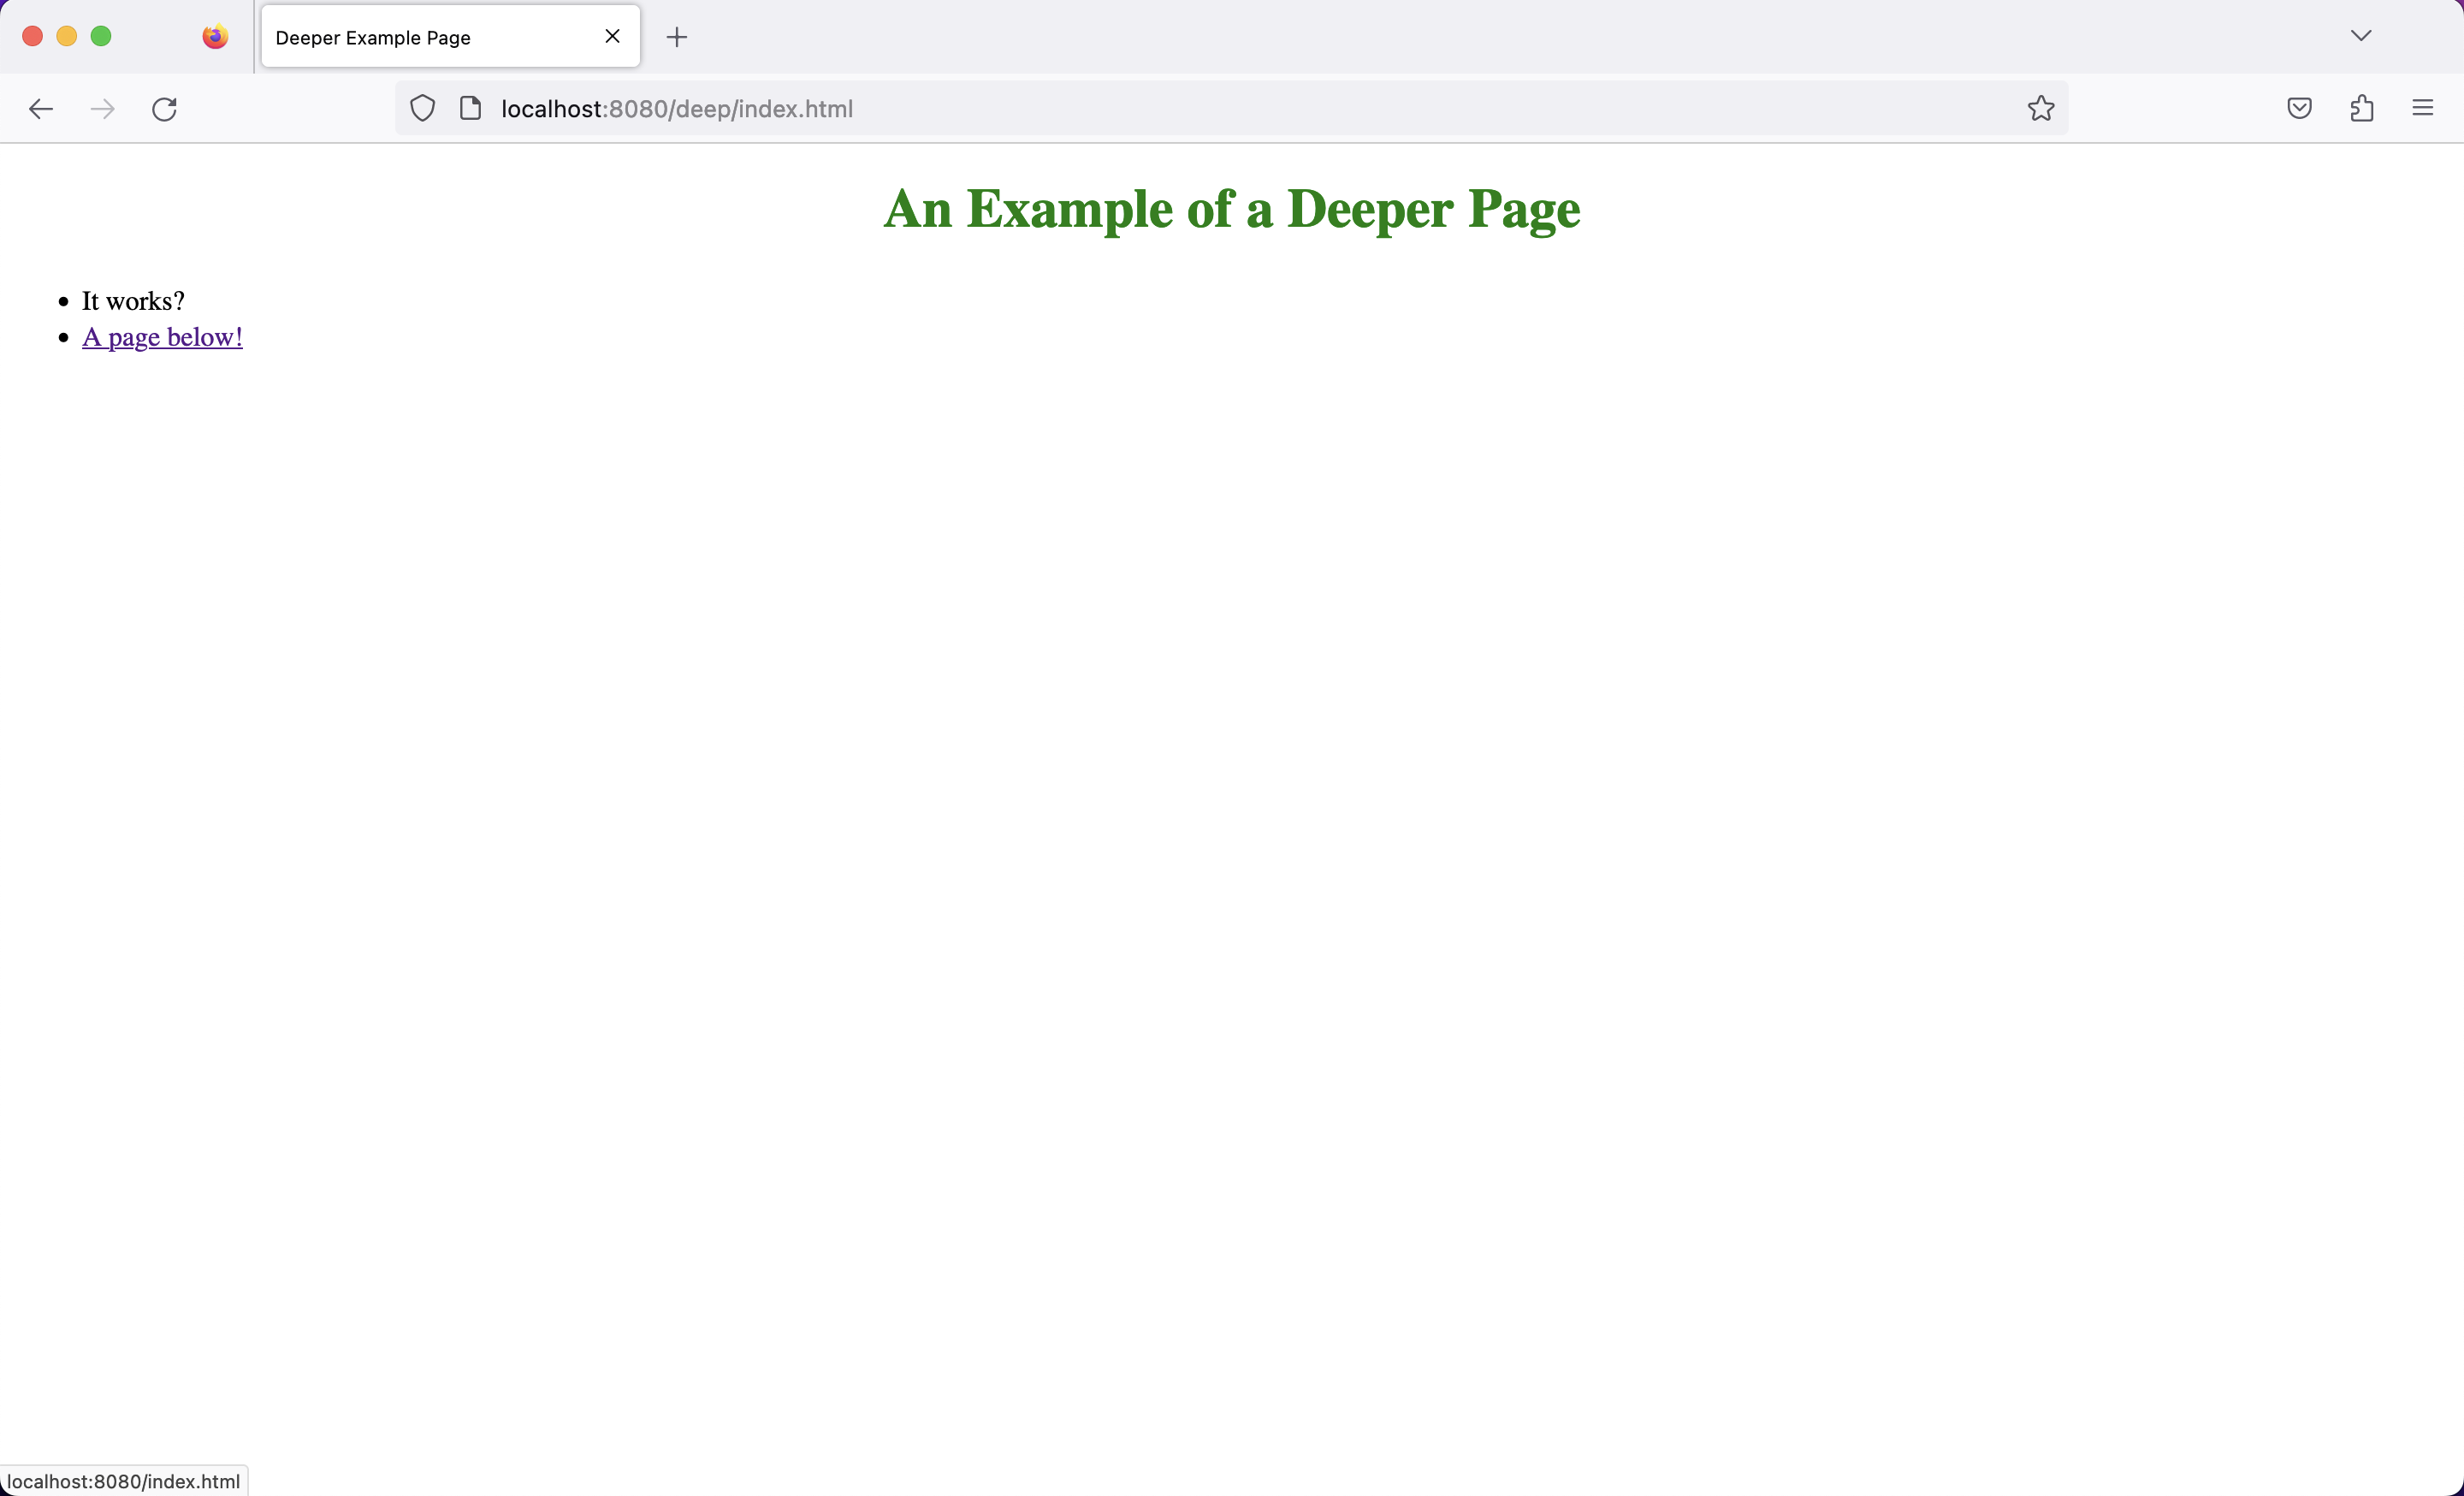 Deeper Example Page
localhost:8080/deep/index.html
An Example of a Deeper Page
It works?
A page below!
localhost:8080/index.html